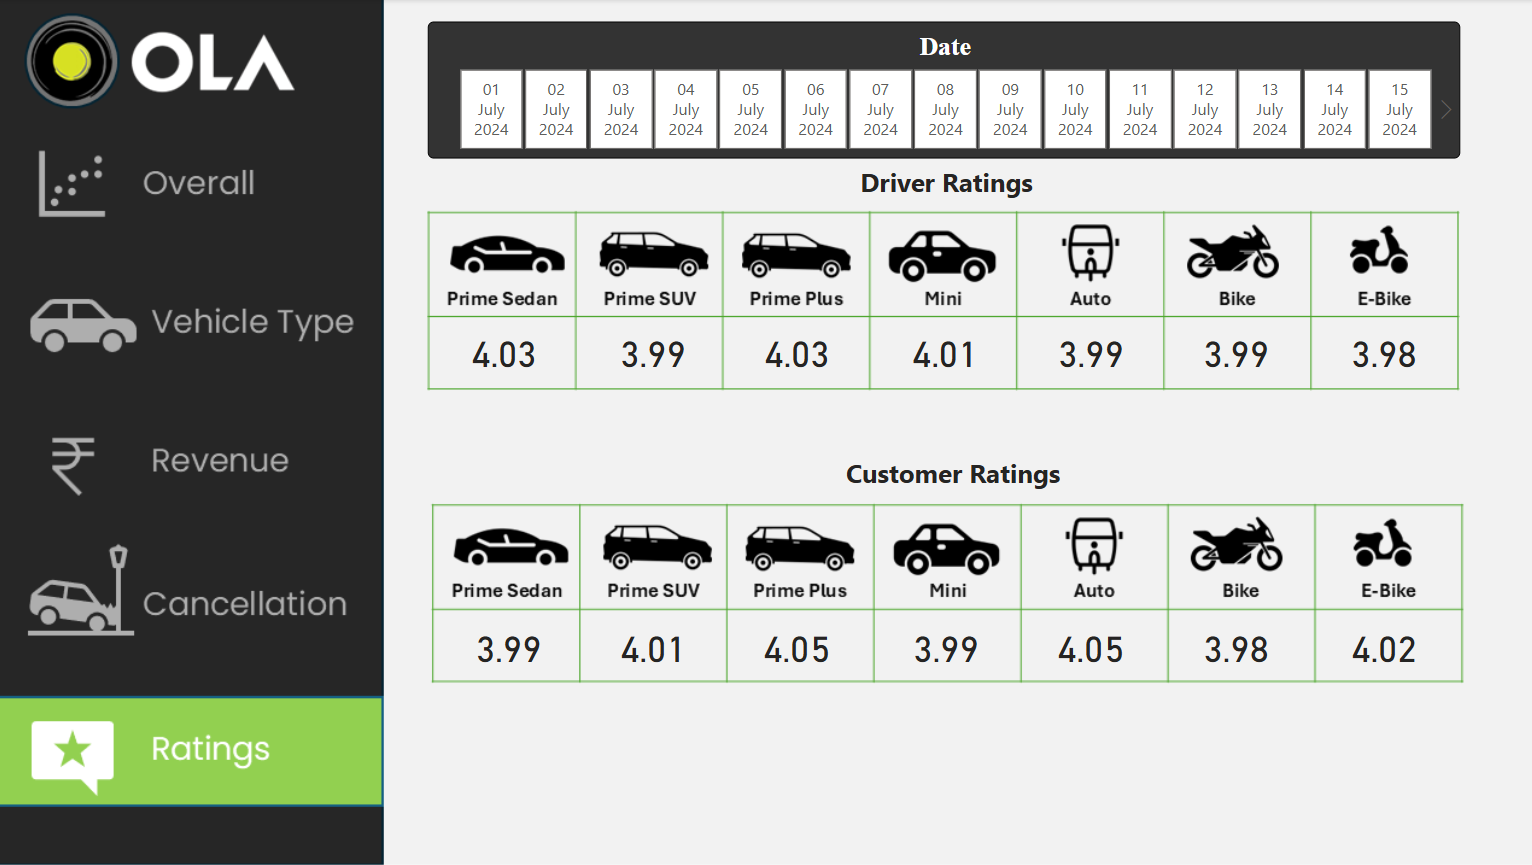 OLA
Overall
Vehicle Type
Revenue
Cancellation
Ratings
Date
01 July 2024
02 July 2024
03 July 2024
04 July 2024
05 July 2024
06 July 2024
07 July 2024
08 July 2024
09 July 2024
10 July 2024
11 July 2024
12 July 2024
13 July 2024
14 July 2024
15 July 2024
Driver Ratings
Prime Sedan Prime SUV Prime Plus Mini Auto Bike E-Bike
4.03 3.99 4.03 4.01 3.99 3.99 3.98
Customer Ratings
Prime Sedan Prime SUV Prime Plus Mini Auto Bike E-Bike
3.99 4.01 4.05 3.99 4.05 3.98 4.02